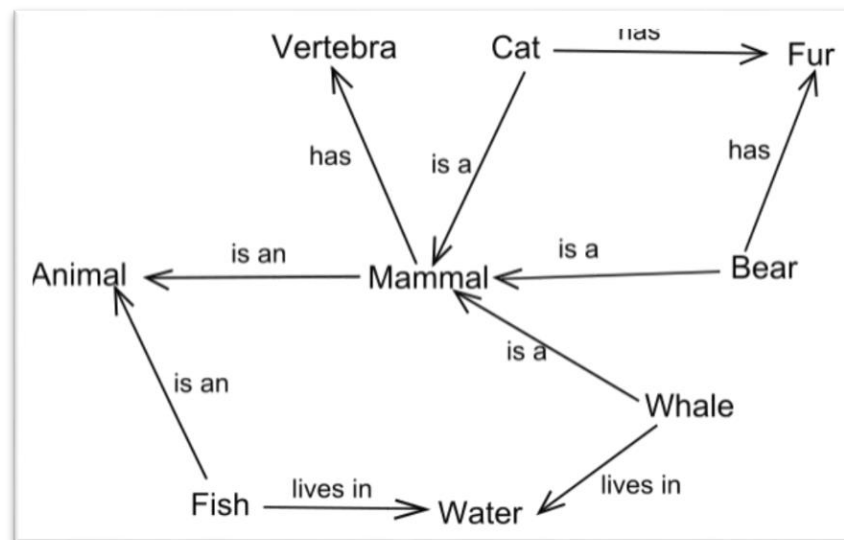 Vertebra
Cat
has
Fur
has
is a
has
is an
is a
Animal
Mammal
Bear
is a
is an
Whale
lives in
lives in
Fish
Water